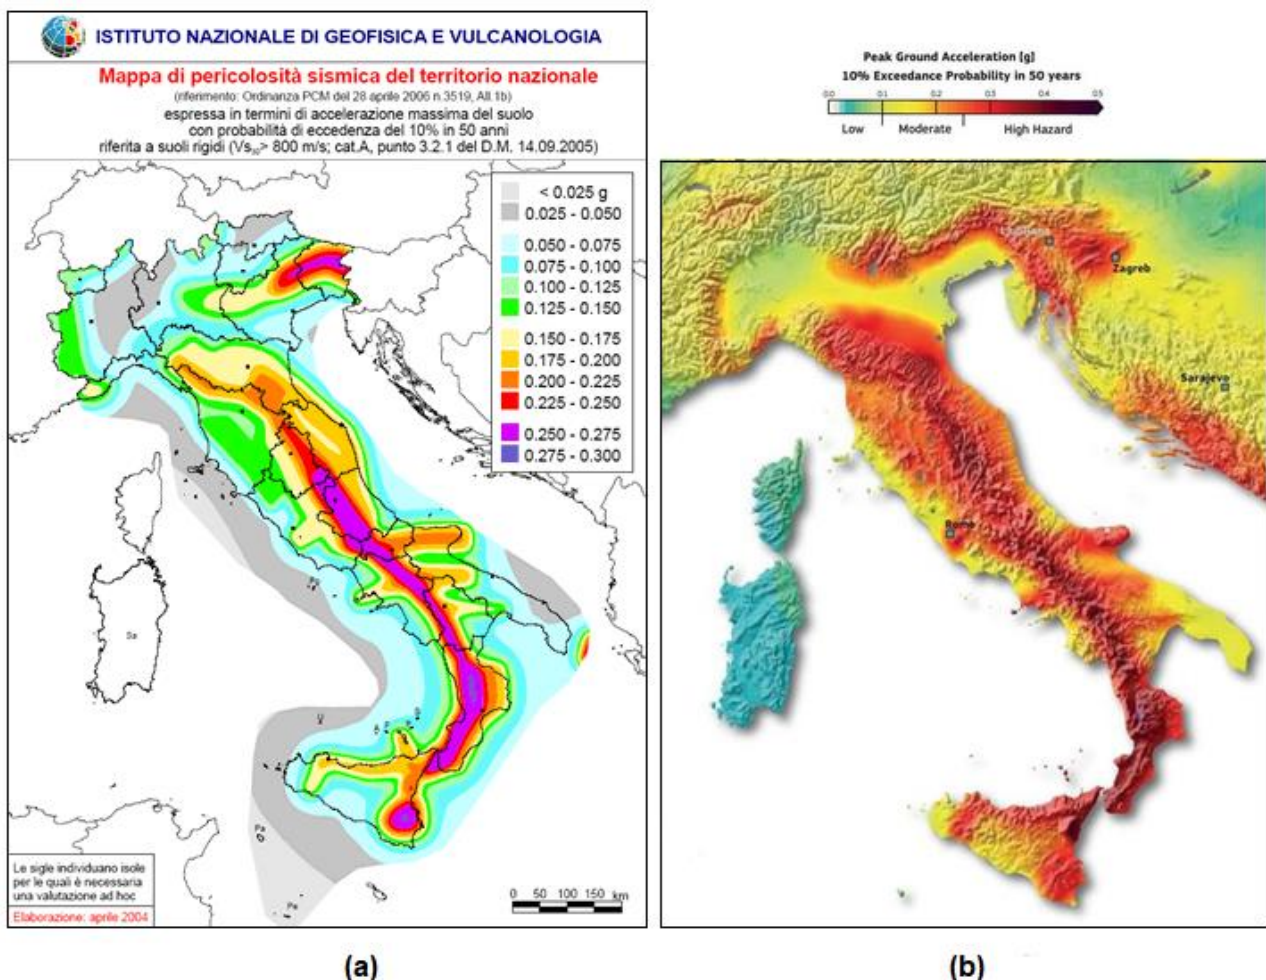 ISTITUTO NAZIONALE DI GEOFISICA E VULCANOLOGIA
Mappa di pericolosità sismica del territorio nazionale
(riferimento: Ordinanza PCM del 28 aprile 2006 n.3519, All.1b)
espressa in termini di accelerazione massima del suolo
con probabilità di eccedenza del 10% in 50 anni
riferita a suoli rigidi (Vs₃₀> 800 m/s; cat.A, punto 3.2.1 del D.M. 14.09.2005)
< 0.025 g
0.025 - 0.050
0.050 - 0.075
0.075 - 0.100
0.100 - 0.125
0.125 - 0.150
0.150 - 0.175
0.175 - 0.200
0.200 - 0.225
0.225 - 0.250
0.250 - 0.275
0.275 - 0.300
Sa
U
A
Pa
Pe
Le sigle individuano isole
per le quali è necessaria
una valutazione ad hoc
Elaborazione: aprile 2004
0 50 100 150 km
(a)
Peak Ground Acceleration [g]
10% Exceedance Probability in 50 years
0.0 0.1 0.2 0.3 0.4 0.5
Low Moderate High Hazard
Ljubljana
Zagreb
Sarajevo
Rome
(b)